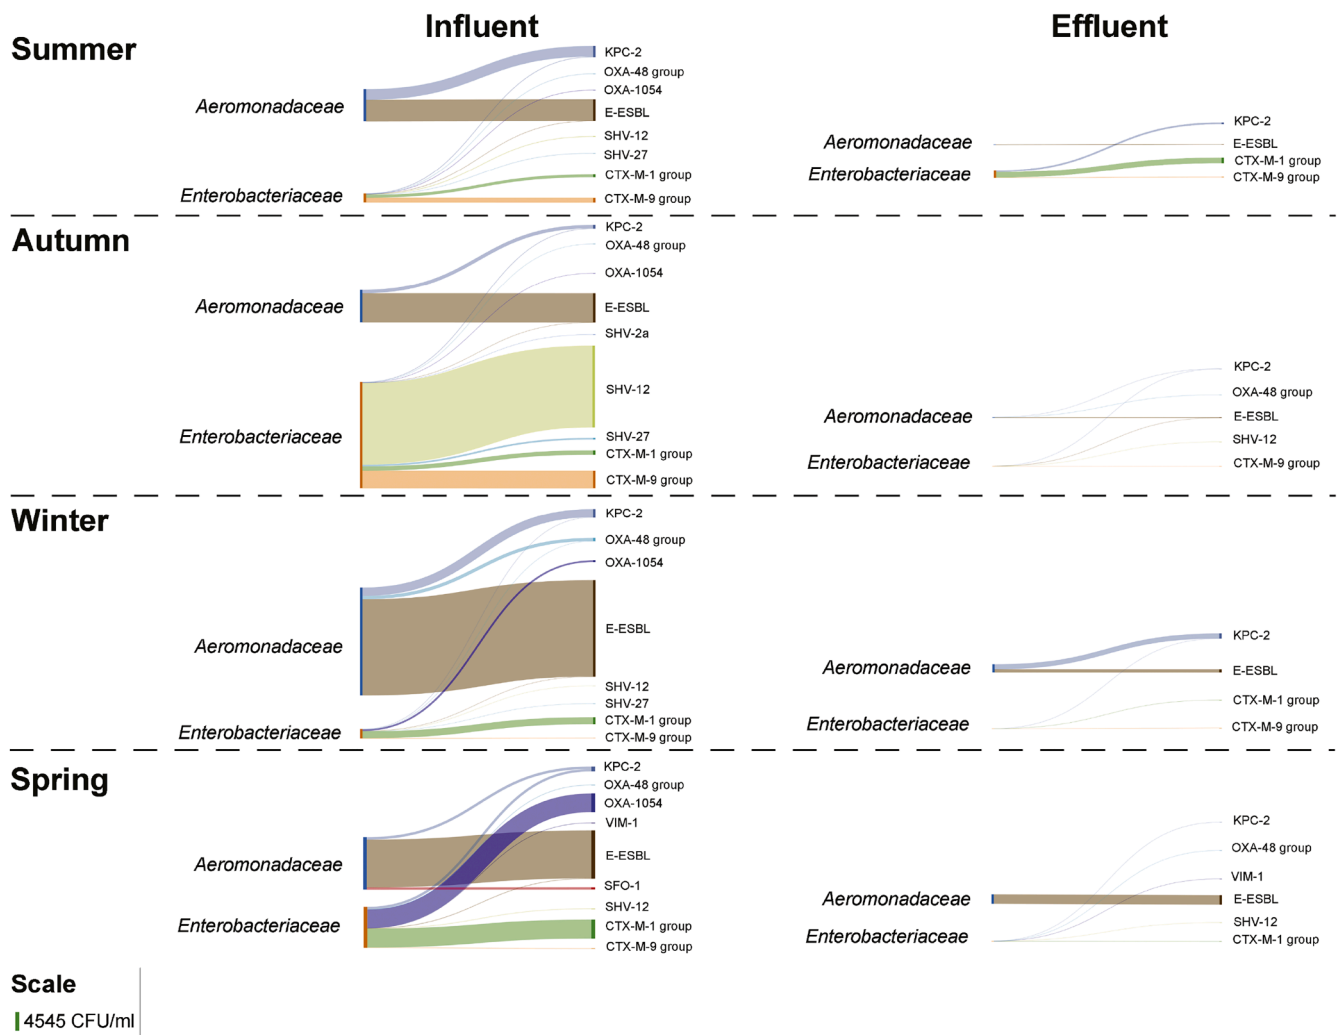 Influent
Effluent
Summer
Aeromonadaceae
Enterobacteriaceae
KPC-2
OXA-48 group
OXA-1054
E-ESBL
SHV-12
SHV-27
CTX-M-1 group
CTX-M-9 group
Aeromonadaceae
Enterobacteriaceae
KPC-2
E-ESBL
CTX-M-1 group
CTX-M-9 group
Autumn
Aeromonadaceae
Enterobacteriaceae
KPC-2
OXA-48 group
OXA-1054
E-ESBL
SHV-2a
SHV-12
SHV-27
CTX-M-1 group
CTX-M-9 group
Aeromonadaceae
Enterobacteriaceae
KPC-2
OXA-48 group
E-ESBL
SHV-12
CTX-M-9 group
Winter
Aeromonadaceae
Enterobacteriaceae
KPC-2
OXA-48 group
OXA-1054
E-ESBL
SHV-12
SHV-27
CTX-M-1 group
CTX-M-9 group
Aeromonadaceae
Enterobacteriaceae
KPC-2
E-ESBL
CTX-M-1 group
CTX-M-9 group
Spring
Aeromonadaceae
Enterobacteriaceae
KPC-2
OXA-48 group
OXA-1054
VIM-1
E-ESBL
SFO-1
SHV-12
CTX-M-1 group
CTX-M-9 group
Aeromonadaceae
Enterobacteriaceae
KPC-2
OXA-48 group
VIM-1
E-ESBL
SHV-12
CTX-M-1 group
Scale
4545 CFU/ml